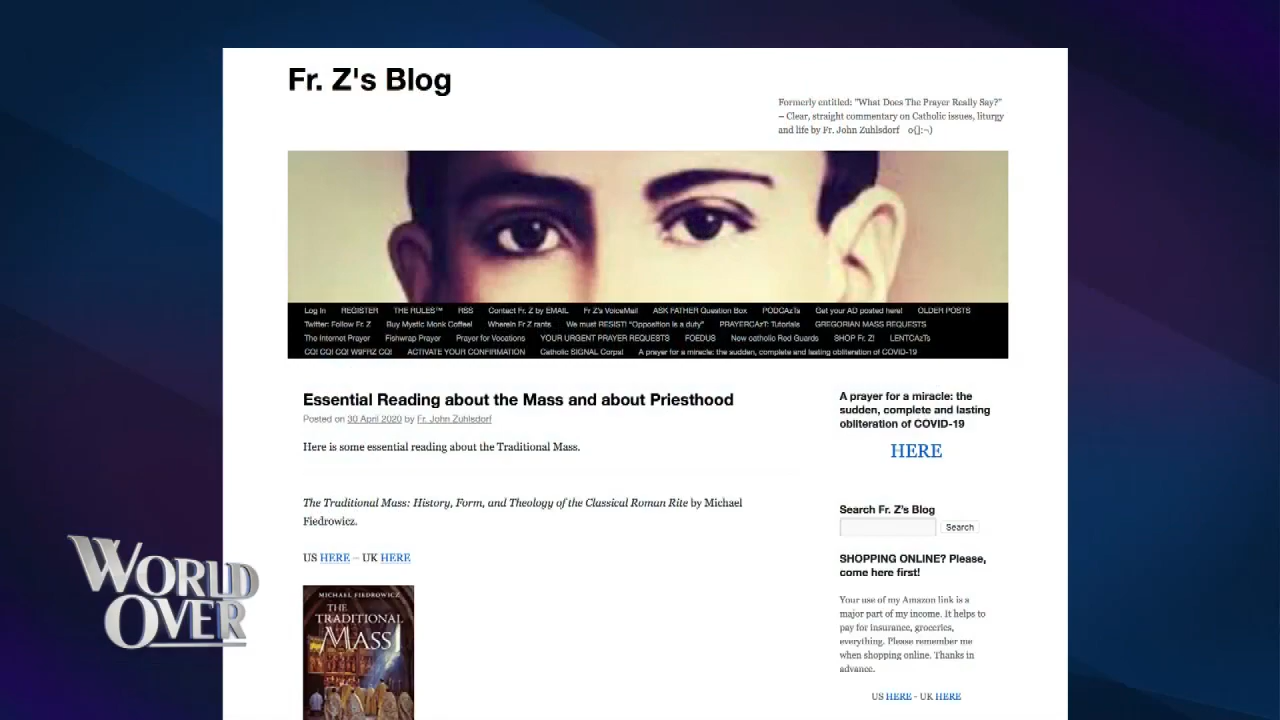 Fr. Z's Blog
Formerly entitled: "What Does The Prayer Really Say?"
– Clear, straight commentary on Catholic issues, liturgy
and life by Fr. John Zuhlsdorf o{]:¬)
Log In REGISTER THE RULES™ RSS Contact Fr. Z by EMAIL Fr Z's VoiceMail ASK FATHER Question Box PODCAzTs Get your AD posted here! OLDER POSTS
Twitter: Follow Fr. Z Buy Mystic Monk Coffee! Wherein Fr Z rants We must RESIST! "Opposition is a duty" PRAYERCAzT: Tutorials GREGORIAN MASS REQUESTS
The Internet Prayer Fishwrap Prayer Prayer for Vocations YOUR URGENT PRAYER REQUESTS FOEDUS New catholic Red Guards SHOP Fr. Z! LENTCAzTs
CQ! CQ! CQ! W9FRZ CQ! ACTIVATE YOUR CONFIRMATION Catholic SIGNAL Corps! A prayer for a miracle: the sudden, complete and lasting obliteration of COVID-19
Essential Reading about the Mass and about Priesthood
Posted on 30 April 2020 by Fr. John Zuhlsdorf
Here is some essential reading about the Traditional Mass.
The Traditional Mass: History, Form, and Theology of the Classical Roman Rite by Michael
Fiedrowicz.
US HERE – UK HERE
MICHAEL FIEDROWICZ
THE
TRADITIONAL
MASS
A prayer for a miracle: the
sudden, complete and lasting
obliteration of COVID-19
HERE
Search Fr. Z's Blog
Search
SHOPPING ONLINE? Please,
come here first!
Your use of my Amazon link is a
major part of my income. It helps to
pay for insurance, groceries,
everything. Please remember me
when shopping online. Thanks in
advance.
US HERE - UK HERE
WORLD
OVER